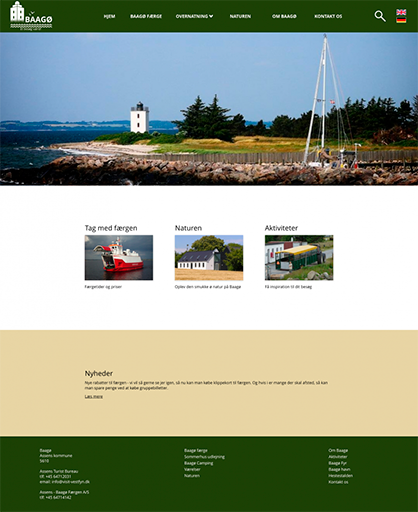 BAAGØ
HJEM BAAGØ FÆRGE OVERNATNING NATUREN OM BAAGØ KONTAKT OS
Tag med færgen Naturen Aktiviteter
Færgetider og priser Oplev den smukke ø natur på Baagø Få inspiration til dit besøg
Nyheder
Nye rabatter til færgen - vi vil så gerne se jer igen, så nu kan man købe klippekort til færgen. Og hvis i er mange der skal afsted, så kan
man spare penge ved at købe gruppebilletter.
Læs mere
Baagø
Assens kommune
5610
Assens Turist Bureau
tlf: +45 64712031
email: info@visit-vestfyn.dk
Assens - Baagø Færgen A/S
tlf: +45 64714142
Baagø færge
Sommerhus udlejning
Baagø Camping
Værelser
Naturen
Om Baagø
Aktiviteter
Baagø Fyr
Baagø havn
Hestestalden
Kontakt os